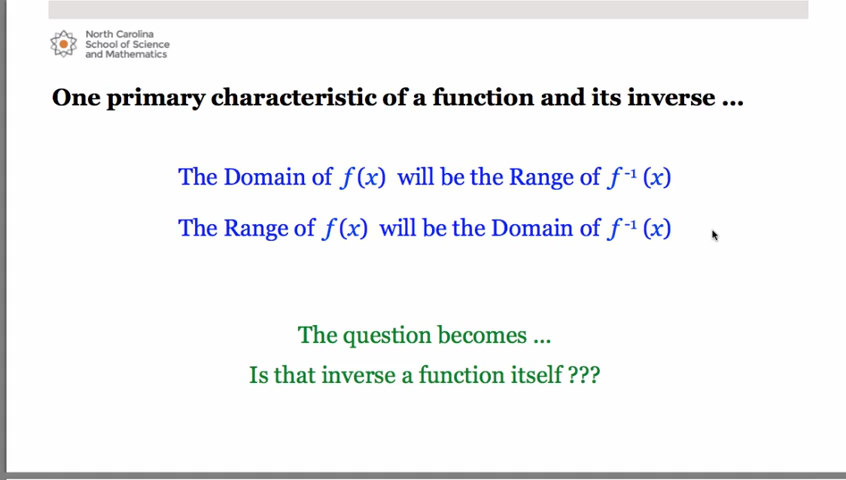 North Carolina
School of Science
and Mathematics
One primary characteristic of a function and its inverse ...
The Domain of f(x) will be the Range of f⁻¹(x)
The Range of f(x) will be the Domain of f⁻¹(x)
The question becomes ...
Is that inverse a function itself ???